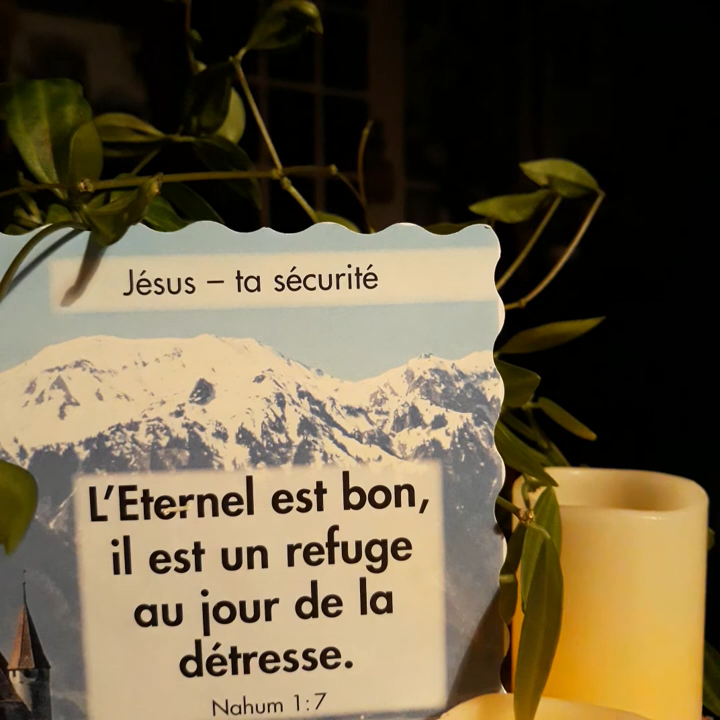 Jésus – ta sécurité
L'Eternel est bon,
il est un refuge
au jour de la
détresse.
Nahum 1:7